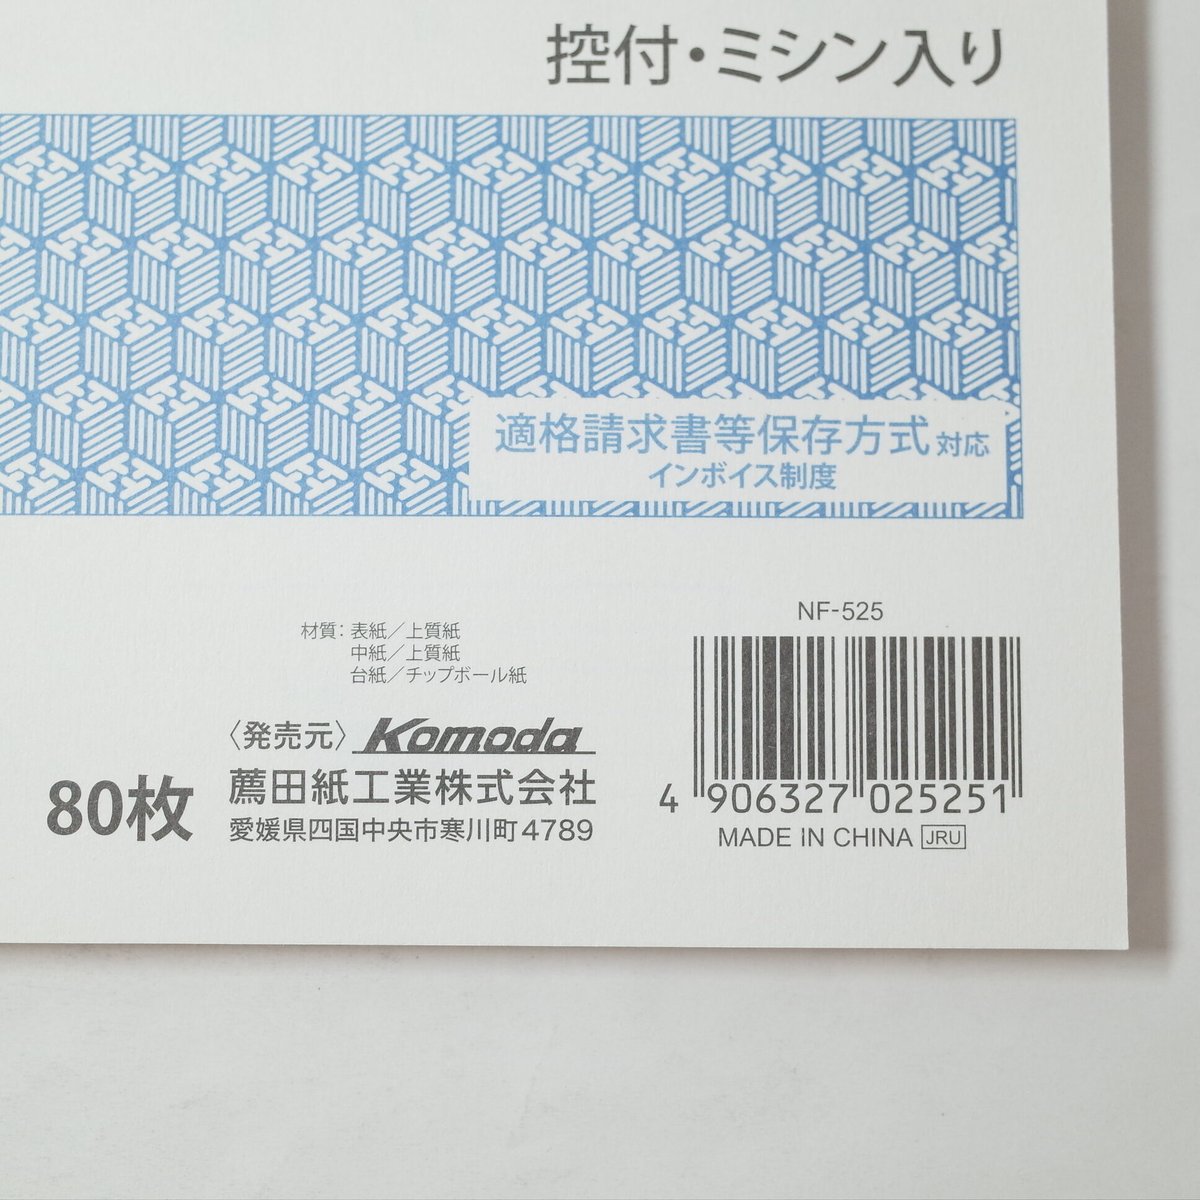 控付・ミシン入り
適格請求書等保存方式 対応
インボイス制度
NF-525
材質：表紙／上質紙
中紙／上質紙
台紙／チップボール紙
〈発売元〉Komoda
薦田紙工業株式会社
80枚
愛媛県四国中央市寒川町4789
4 906327 025251
MADE IN CHINA JRU